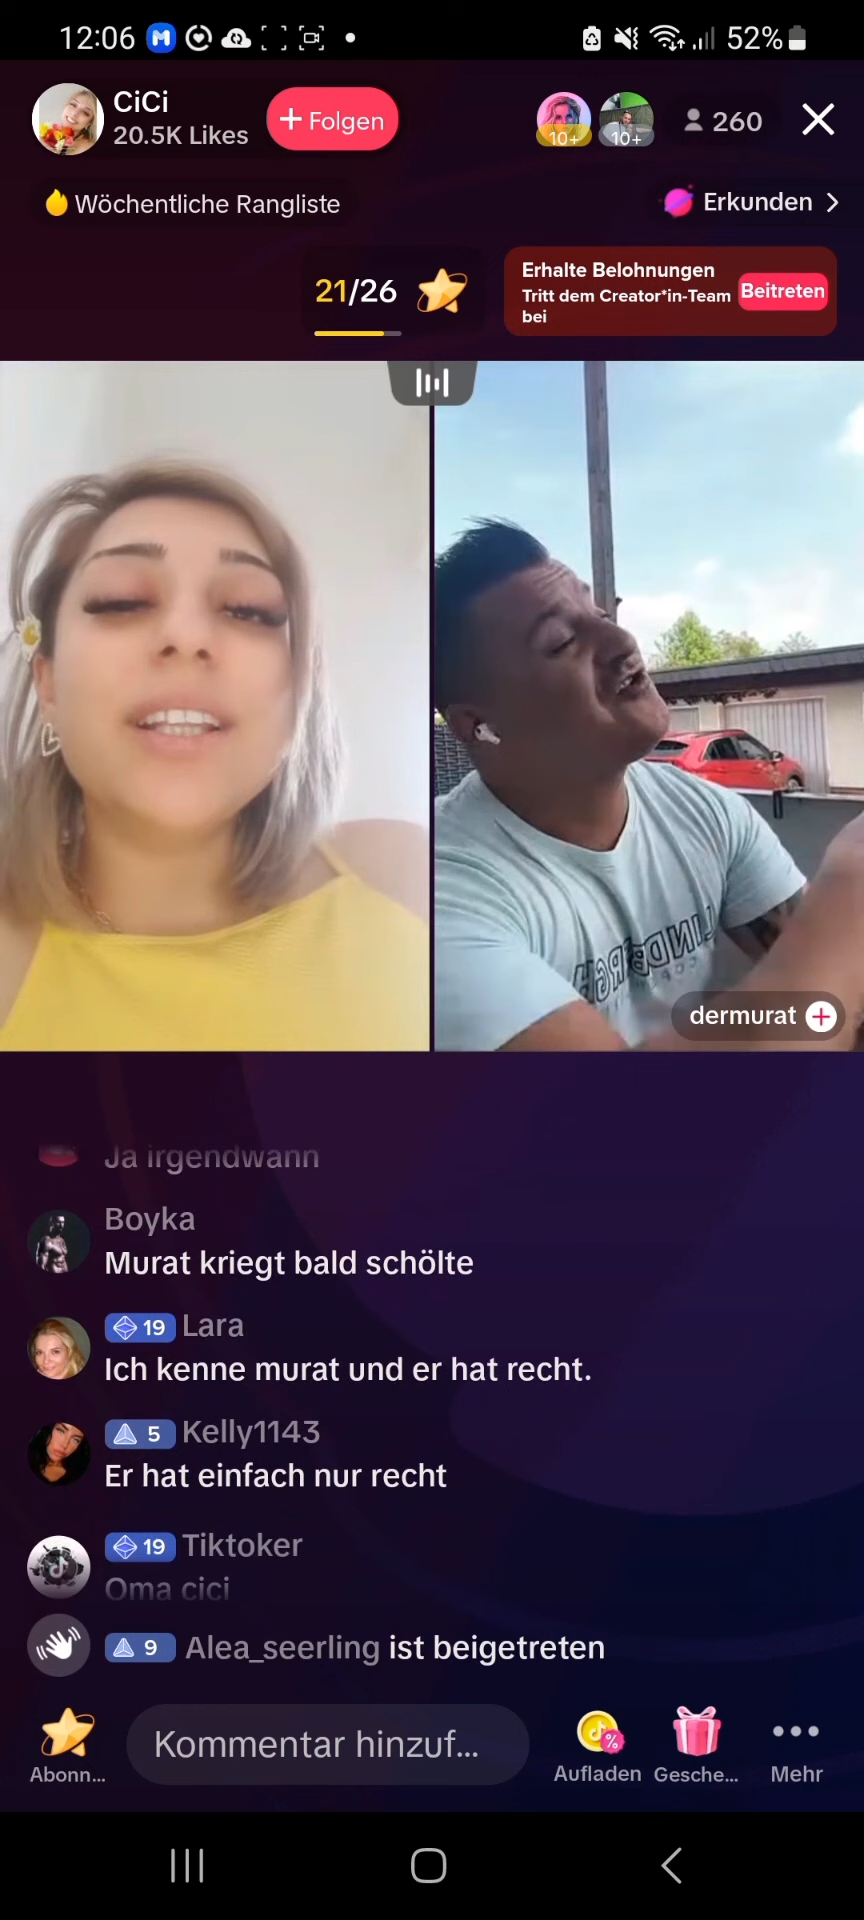 12:06
52%
CiCi
20.5K Likes
+ Folgen
10+
10+
260
Wöchentliche Rangliste
Erkunden
21/26
Erhalte Belohnungen
Tritt dem Creator*in-Team
bei
Beitreten
LINDBERGH
dermurat
Ja irgendwann
Boyka
Murat kriegt bald schölte
19 Lara
Ich kenne murat und er hat recht.
5 Kelly1143
Er hat einfach nur recht
19 Tiktoker
Oma cici
9 Alea_seerling ist beigetreten
Kommentar hinzuf...
Abonn...
Aufladen
Gesche...
Mehr